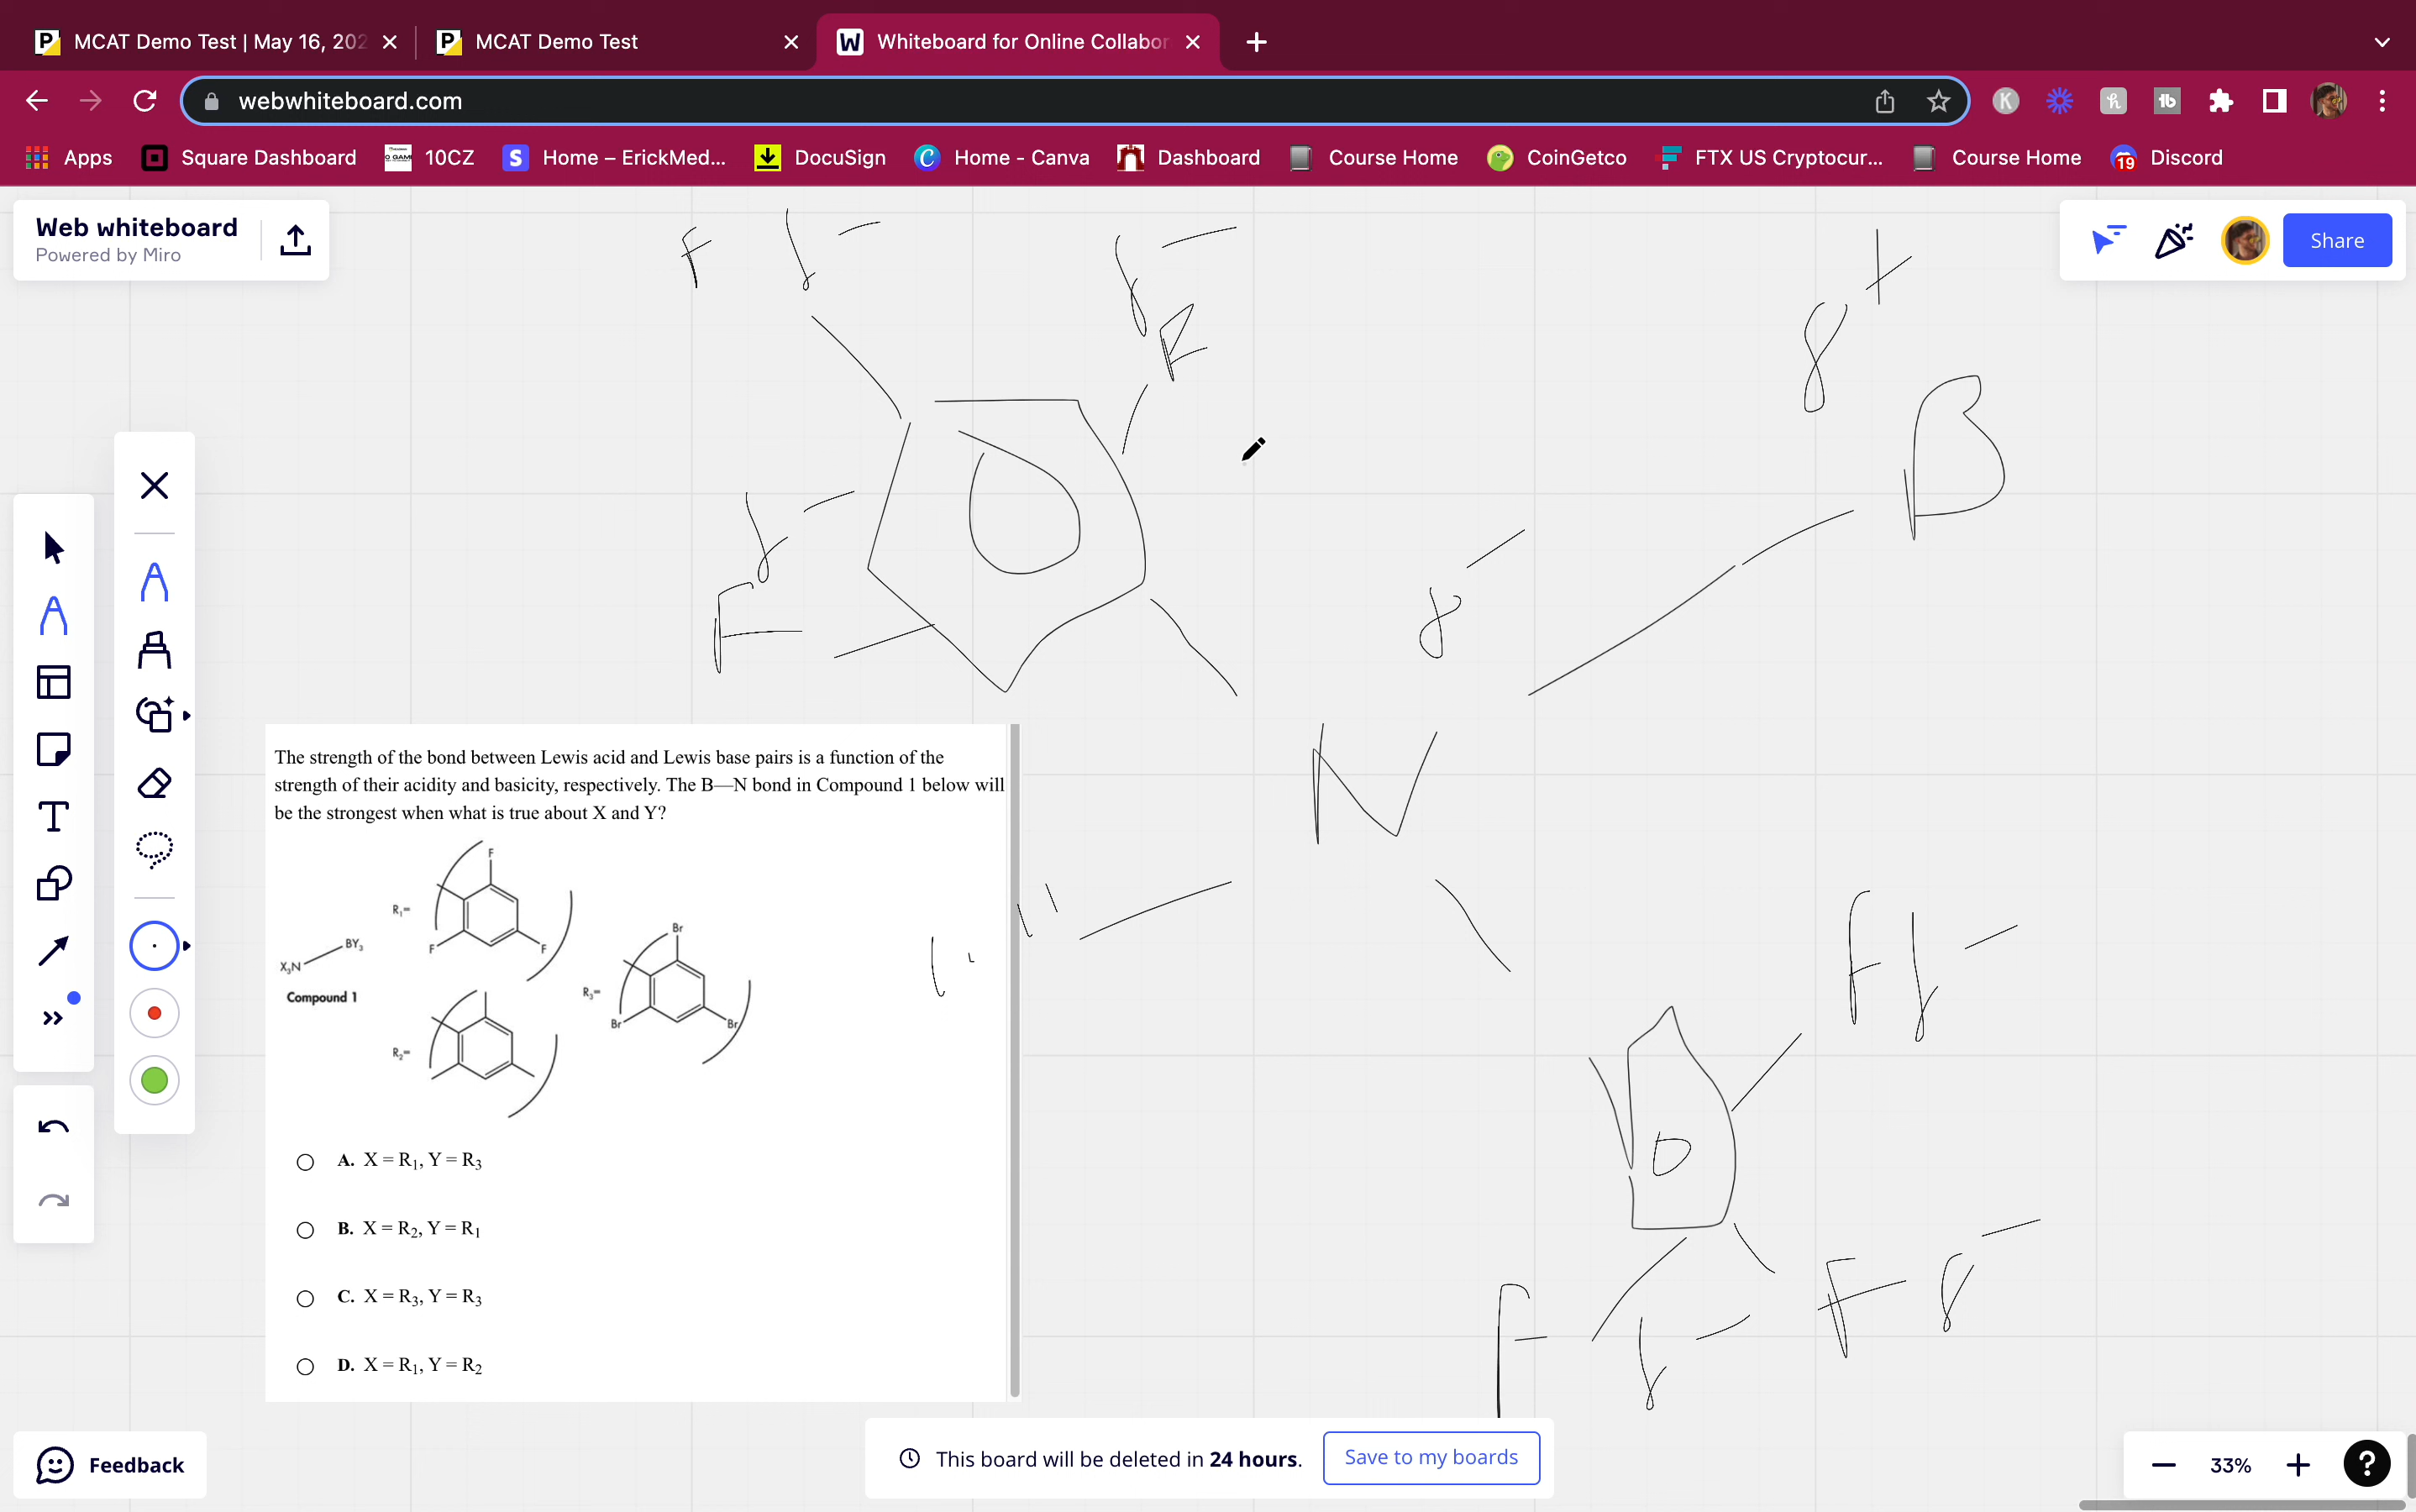 MCAT Demo Test | May 16, 202
MCAT Demo Test
Whiteboard for Online Collabor
webwhiteboard.com
Apps
Square Dashboard
10CZ
Home – ErickMed...
DocuSign
Home - Canva
Dashboard
Course Home
CoinGetco
FTX US Cryptocur...
Course Home
19
Discord
Web whiteboard
Powered by Miro
Share
F δ−
δ−
F
δ+
B
δ−
F
δ−
N
The strength of the bond between Lewis acid and Lewis base pairs is a function of the
strength of their acidity and basicity, respectively. The B—N bond in Compound 1 below will
be the strongest when what is true about X and Y?
F
R₁=
F
F
Br
BY₃
X₃N
R₃=
Compound 1
Br
Br
R₂=
F δ−
F
δ−
F δ−
A. X = R₁, Y = R₃
B. X = R₂, Y = R₁
C. X = R₃, Y = R₃
D. X = R₁, Y = R₂
Feedback
This board will be deleted in 24 hours.
Save to my boards
33%